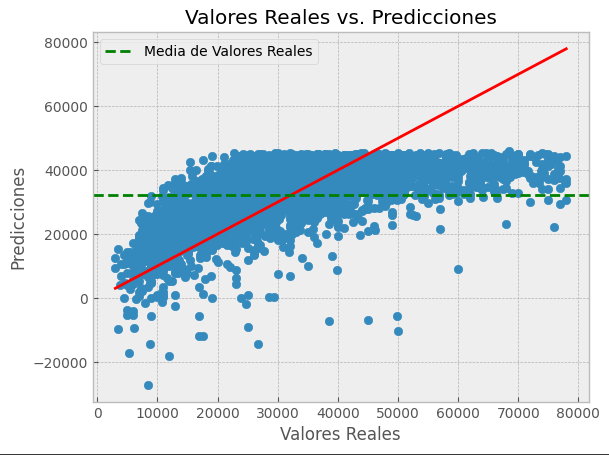 Valores Reales vs. Predicciones
Media de Valores Reales
Predicciones
80000
60000
40000
20000
0
−20000
0 10000 20000 30000 40000 50000 60000 70000 80000
Valores Reales